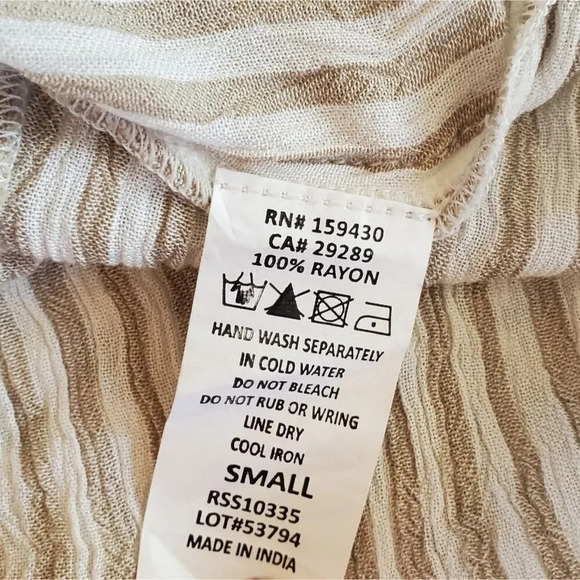 RN# 159430
CA# 29289
100% RAYON
HAND WASH SEPARATELY
IN COLD WATER
DO NOT BLEACH
DO NOT RUB OR WRING
LINE DRY
COOL IRON
SMALL
RSS10335
LOT#53794
MADE IN INDIA